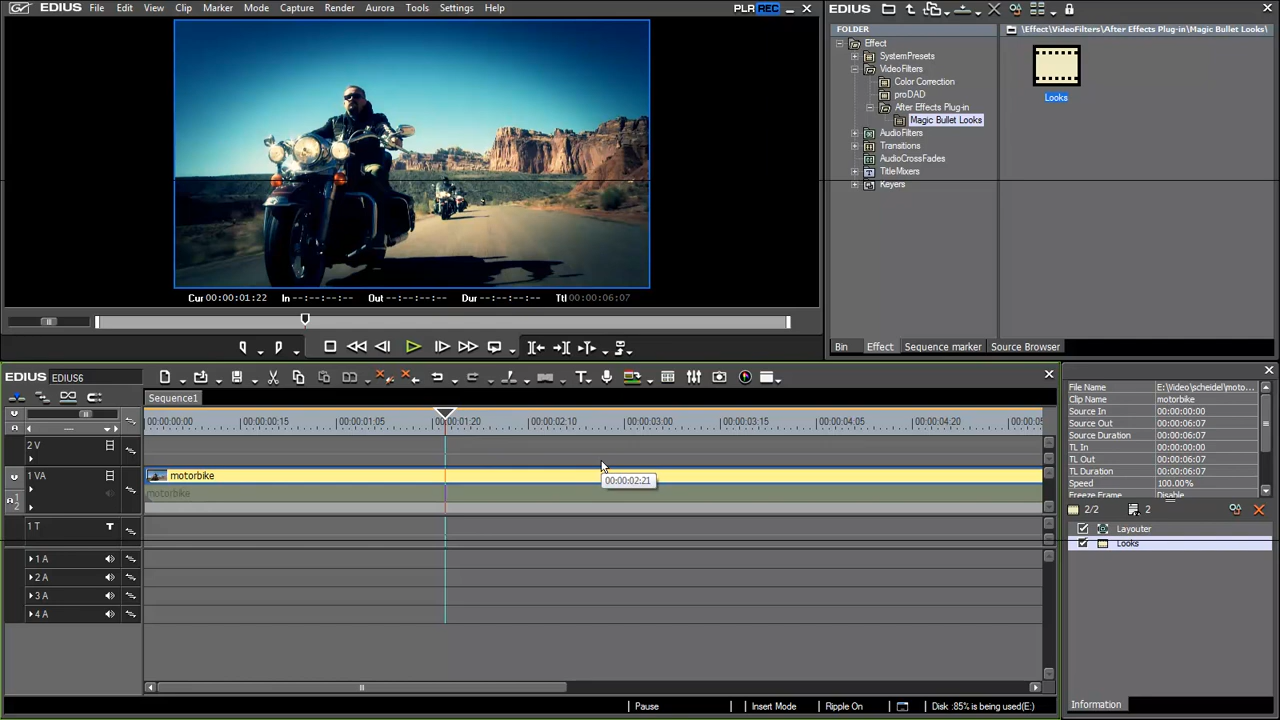 EDIUS File Edit View Clip Marker Mode Capture Render Aurora Tools Settings Help PLR REC
Cur 00:00:01:22 In --:--:--:-- Out --:--:--:-- Dur --:--:--:-- Ttl 00:00:06:07
EDIUS
FOLDER
Effect
SystemPresets
VideoFilters
Color Correction
proDAD
After Effects Plug-in
Magic Bullet Looks
AudioFilters
Transitions
AudioCrossFades
TitleMixers
Keyers
\Effect\VideoFilters\After Effects Plug-in\Magic Bullet Looks\
Looks
Bin Effect Sequence marker Source Browser
EDIUS EDIUS6
Sequence1
00:00:00:00 00:00:00:15 00:00:01:05 00:00:01:20 00:00:02:10 00:00:03:00 00:00:03:15 00:00:04:05 00:00:04:20
2 V
1 VA
motorbike
motorbike
00:00:02:21
1 2
1 T T
1 A
2 A
3 A
4 A
Pause Insert Mode Ripple On Disk :85% is being used(E:)
File Name E:\Video\scheidel\moto...
Clip Name motorbike
Source In 00:00:00:00
Source Out 00:00:06:07
Source Duration 00:00:06:07
TL In 00:00:00:00
TL Out 00:00:06:07
TL Duration 00:00:06:07
Speed 100.00%
Freeze Frame Disable
2/2 2
Layouter
Looks
Information